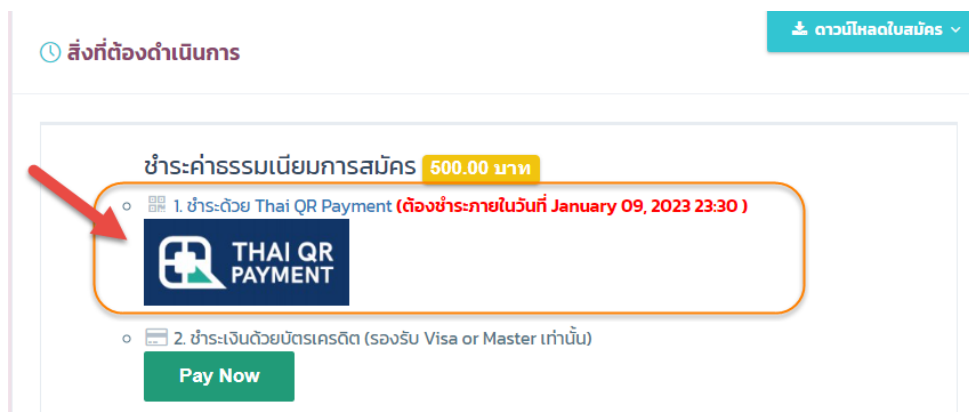 ดาวน์โหลดใบสมัคร
สิ่งที่ต้องดำเนินการ
ชำระค่าธรรมเนียมการสมัคร 500.00 บาท
1. ชำระด้วย Thai QR Payment (ต้องชำระภายในวันที่ January 09, 2023 23:30 )
THAI QR
PAYMENT
2. ชำระเงินด้วยบัตรเครดิต (รองรับ Visa or Master เท่านั้น)
Pay Now